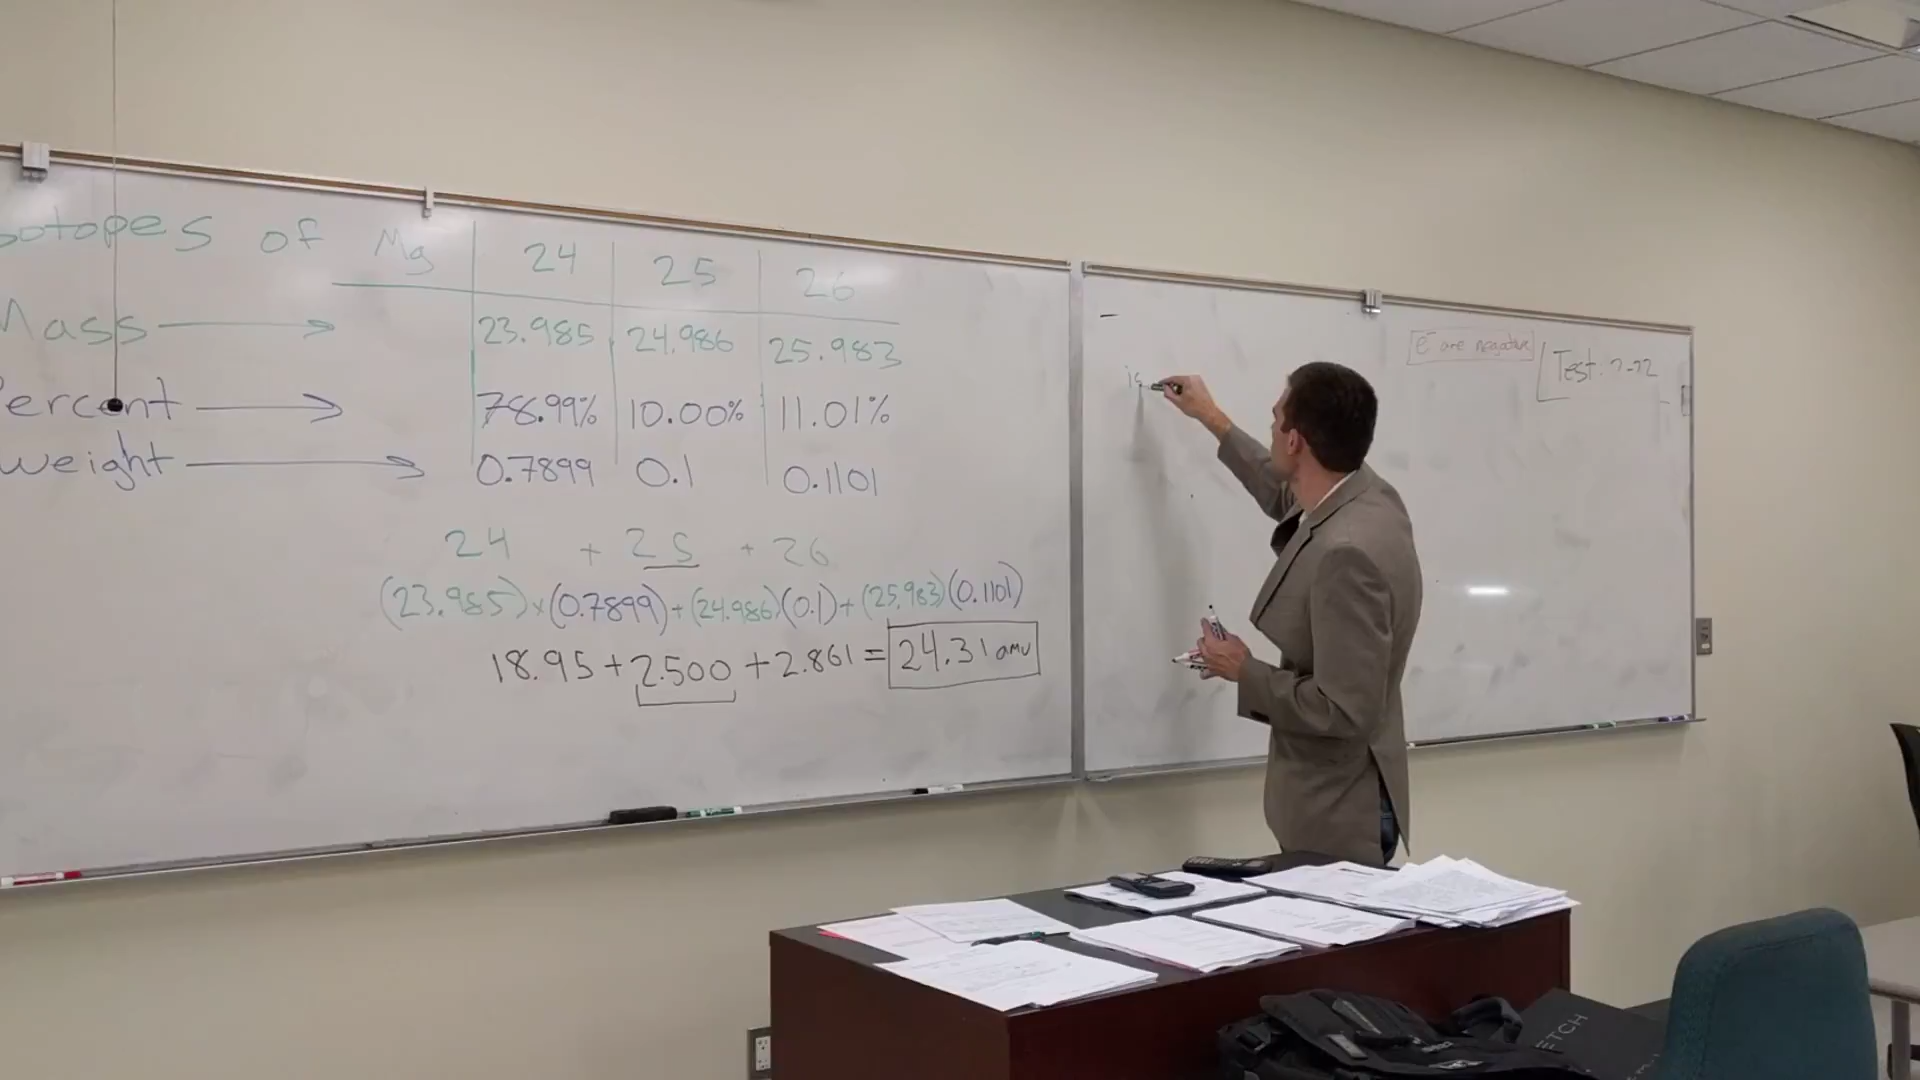 of Mg 24 25 26
Mass 23.985 24.986 25.983
Percent 78.99% 10.00% 11.01%
weight 0.7899 0.1 0.1101
24 + 25 + 26
(23.985)x(0.7899)+(24.986)(0.1)+(25.983)(0.1101)
18.95+2.500+2.861=24.31 amu
is
e- are negative
Test:
ETCH